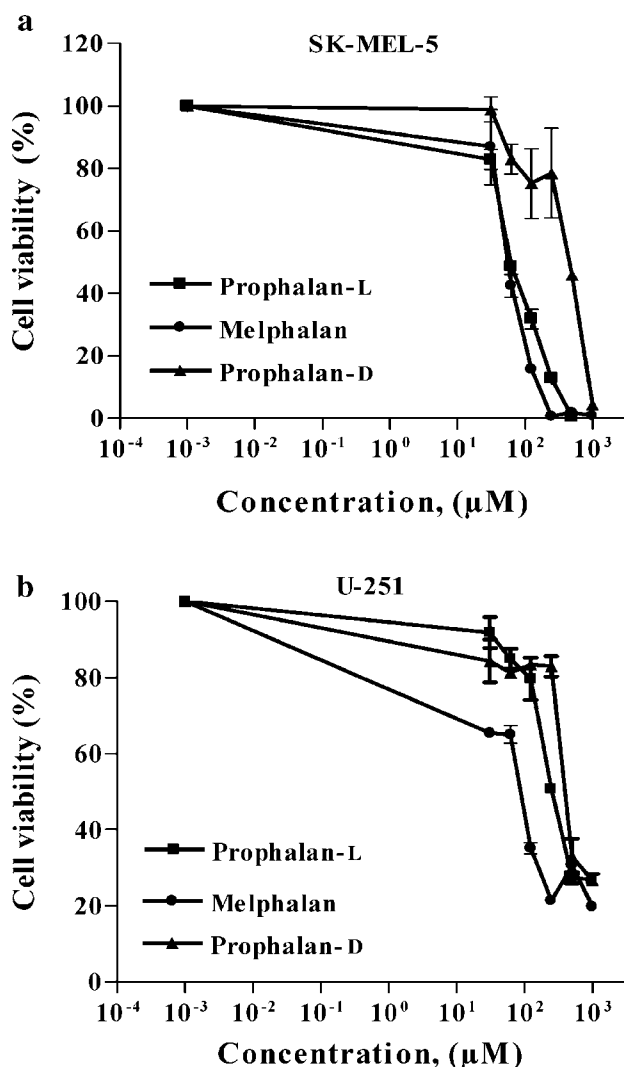 a
SK-MEL-5
Cell viability (%)
120
100
80
60
40
20
0
Prophalan-L
Melphalan
Prophalan-D
10⁻⁴ 10⁻³ 10⁻² 10⁻¹ 10⁰ 10¹ 10² 10³
Concentration, (µM)
b
U-251
Cell viability (%)
100
80
60
40
20
0
Prophalan-L
Melphalan
Prophalan-D
10⁻⁴ 10⁻³ 10⁻² 10⁻¹ 10⁰ 10¹ 10² 10³
Concentration, (µM)